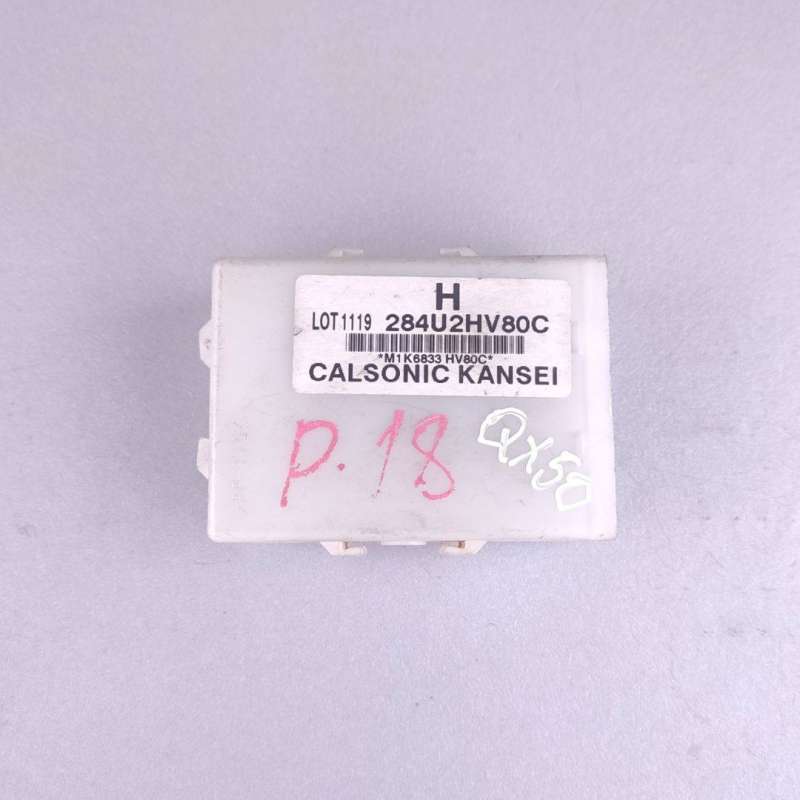 H
LOT1119 284U2HV80C
*M1K6833 HV80C*
CALSONIC KANSEI
P.18
QX50